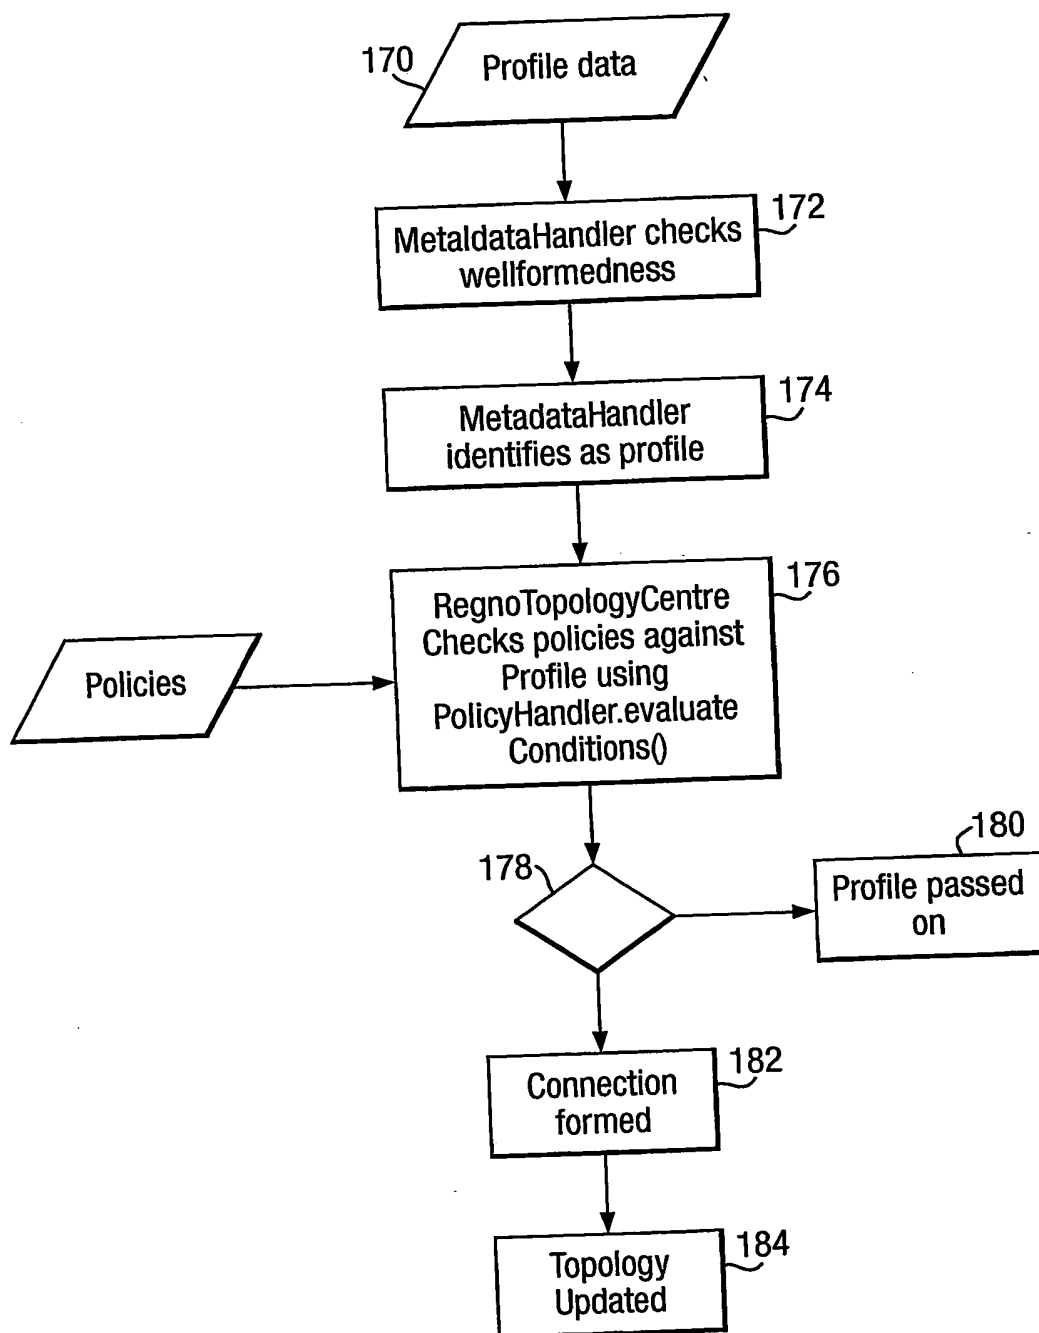 170
Profile data
172
MetaldataHandler checks
wellformedness
174
MetadataHandler
identifies as profile
176
RegnoTopologyCentre
Checks policies against
Profile using
PolicyHandler.evaluate
Conditions()
Policies
178
180
Profile passed
on
182
Connection
formed
184
Topology
Updated